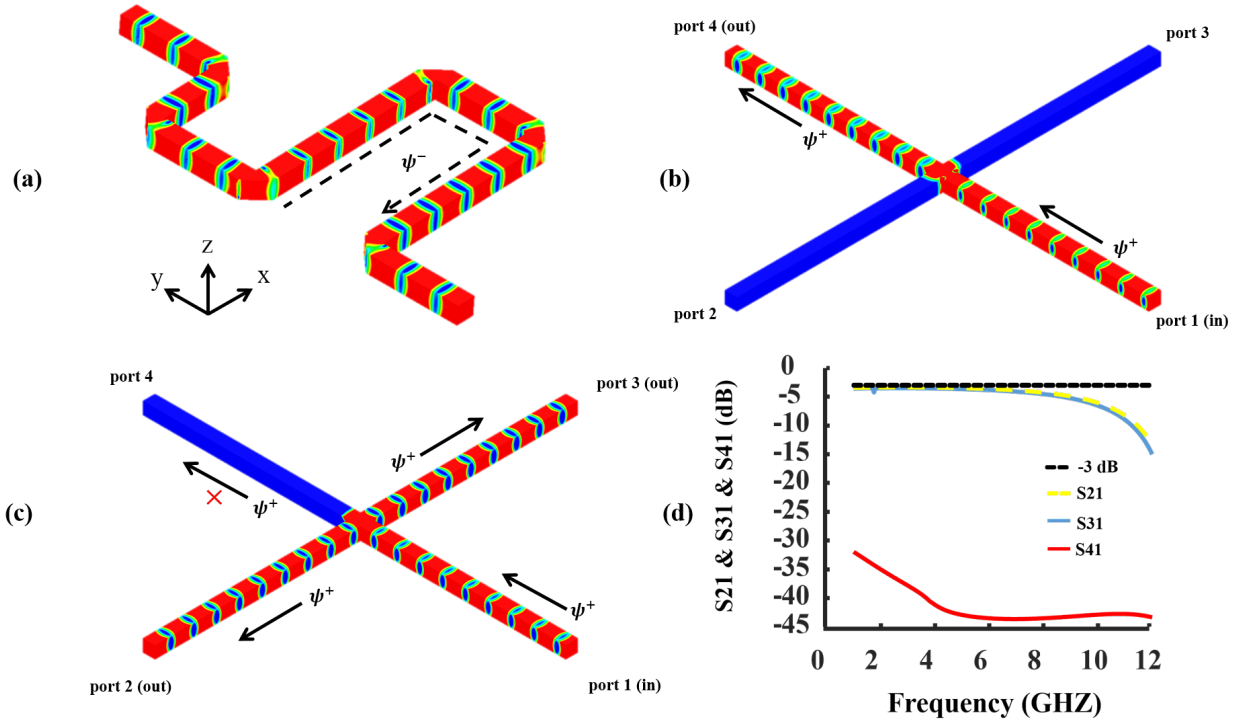 (a)
ψ⁻
z
y
x
port 4 (out)
port 3
(b)
ψ⁺
ψ⁺
port 2
port 1 (in)
port 4
port 3 (out)
(c)
ψ⁺
×
ψ⁺
ψ⁺
ψ⁺
port 2 (out)
port 1 (in)
(d)
S21 & S31 & S41 (dB)
0
-5
-10
-15
-20
-25
-30
-35
-40
-45
-3 dB
S21
S31
S41
0 2 4 6 8 10 12
Frequency (GHZ)